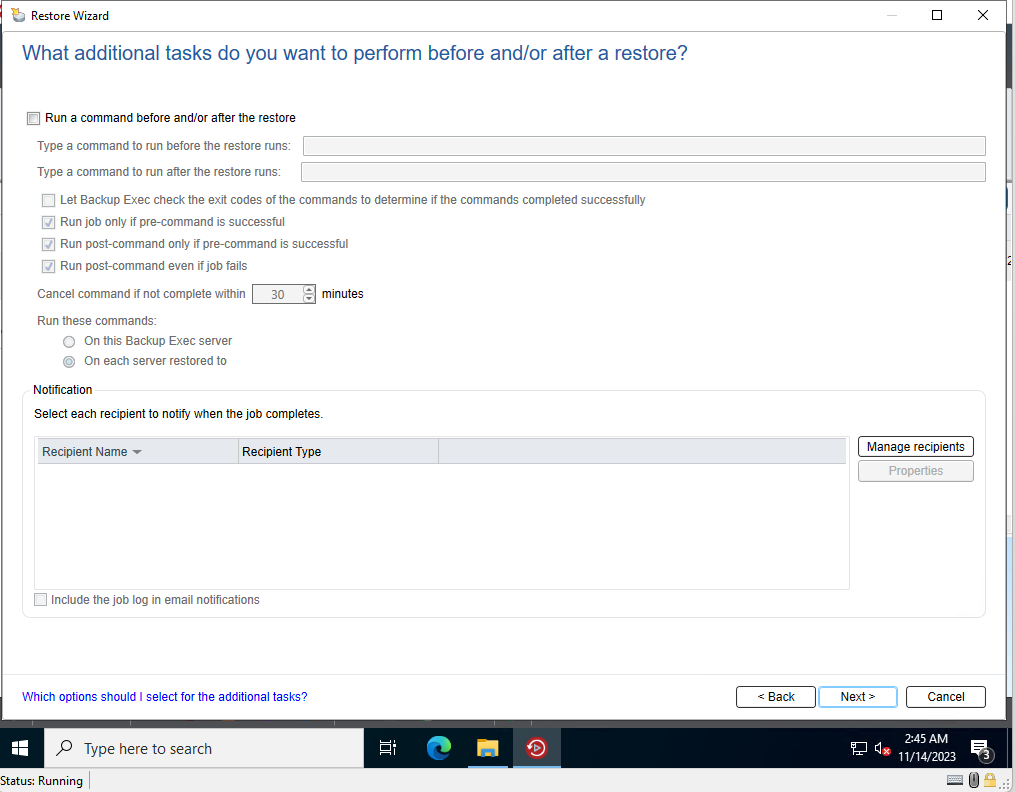 Restore Wizard
What additional tasks do you want to perform before and/or after a restore?
Run a command before and/or after the restore
Type a command to run before the restore runs:
Type a command to run after the restore runs:
Let Backup Exec check the exit codes of the commands to determine if the commands completed successfully
Run job only if pre-command is successful
Run post-command only if pre-command is successful
Run post-command even if job fails
Cancel command if not complete within 30 minutes
Run these commands:
On this Backup Exec server
On each server restored to
Notification
Select each recipient to notify when the job completes.
Recipient Name Recipient Type
Manage recipients
Properties
Include the job log in email notifications
Which options should I select for the additional tasks?
< Back Next > Cancel
Type here to search
2:45 AM
11/14/2023
3
Status: Running